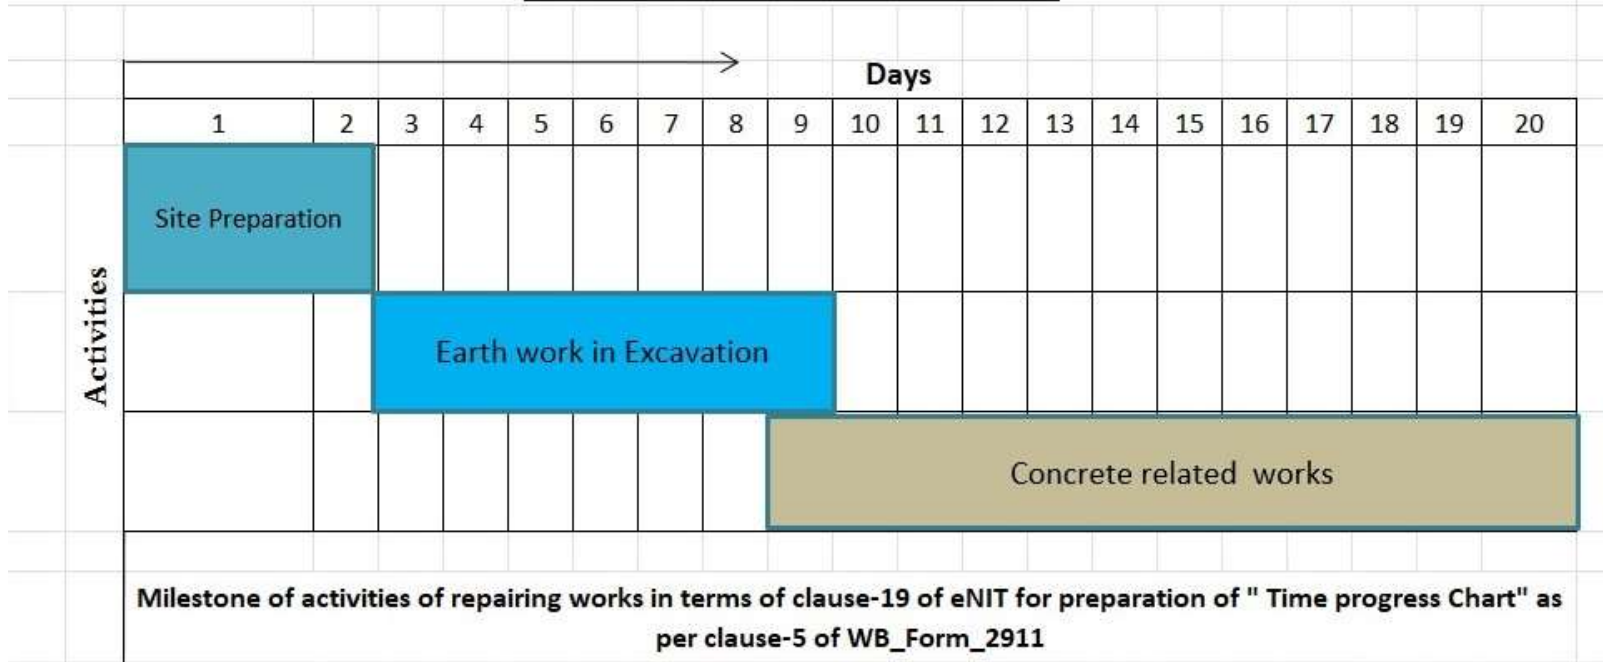 Days
1 2 3 4 5 6 7 8 9 10 11 12 13 14 15 16 17 18 19 20
Activities
Site Preparation
Earth work in Excavation
Concrete related works
Milestone of activities of repairing works in terms of clause-19 of eNIT for preparation of " Time progress Chart" as
per clause-5 of WB_Form_2911